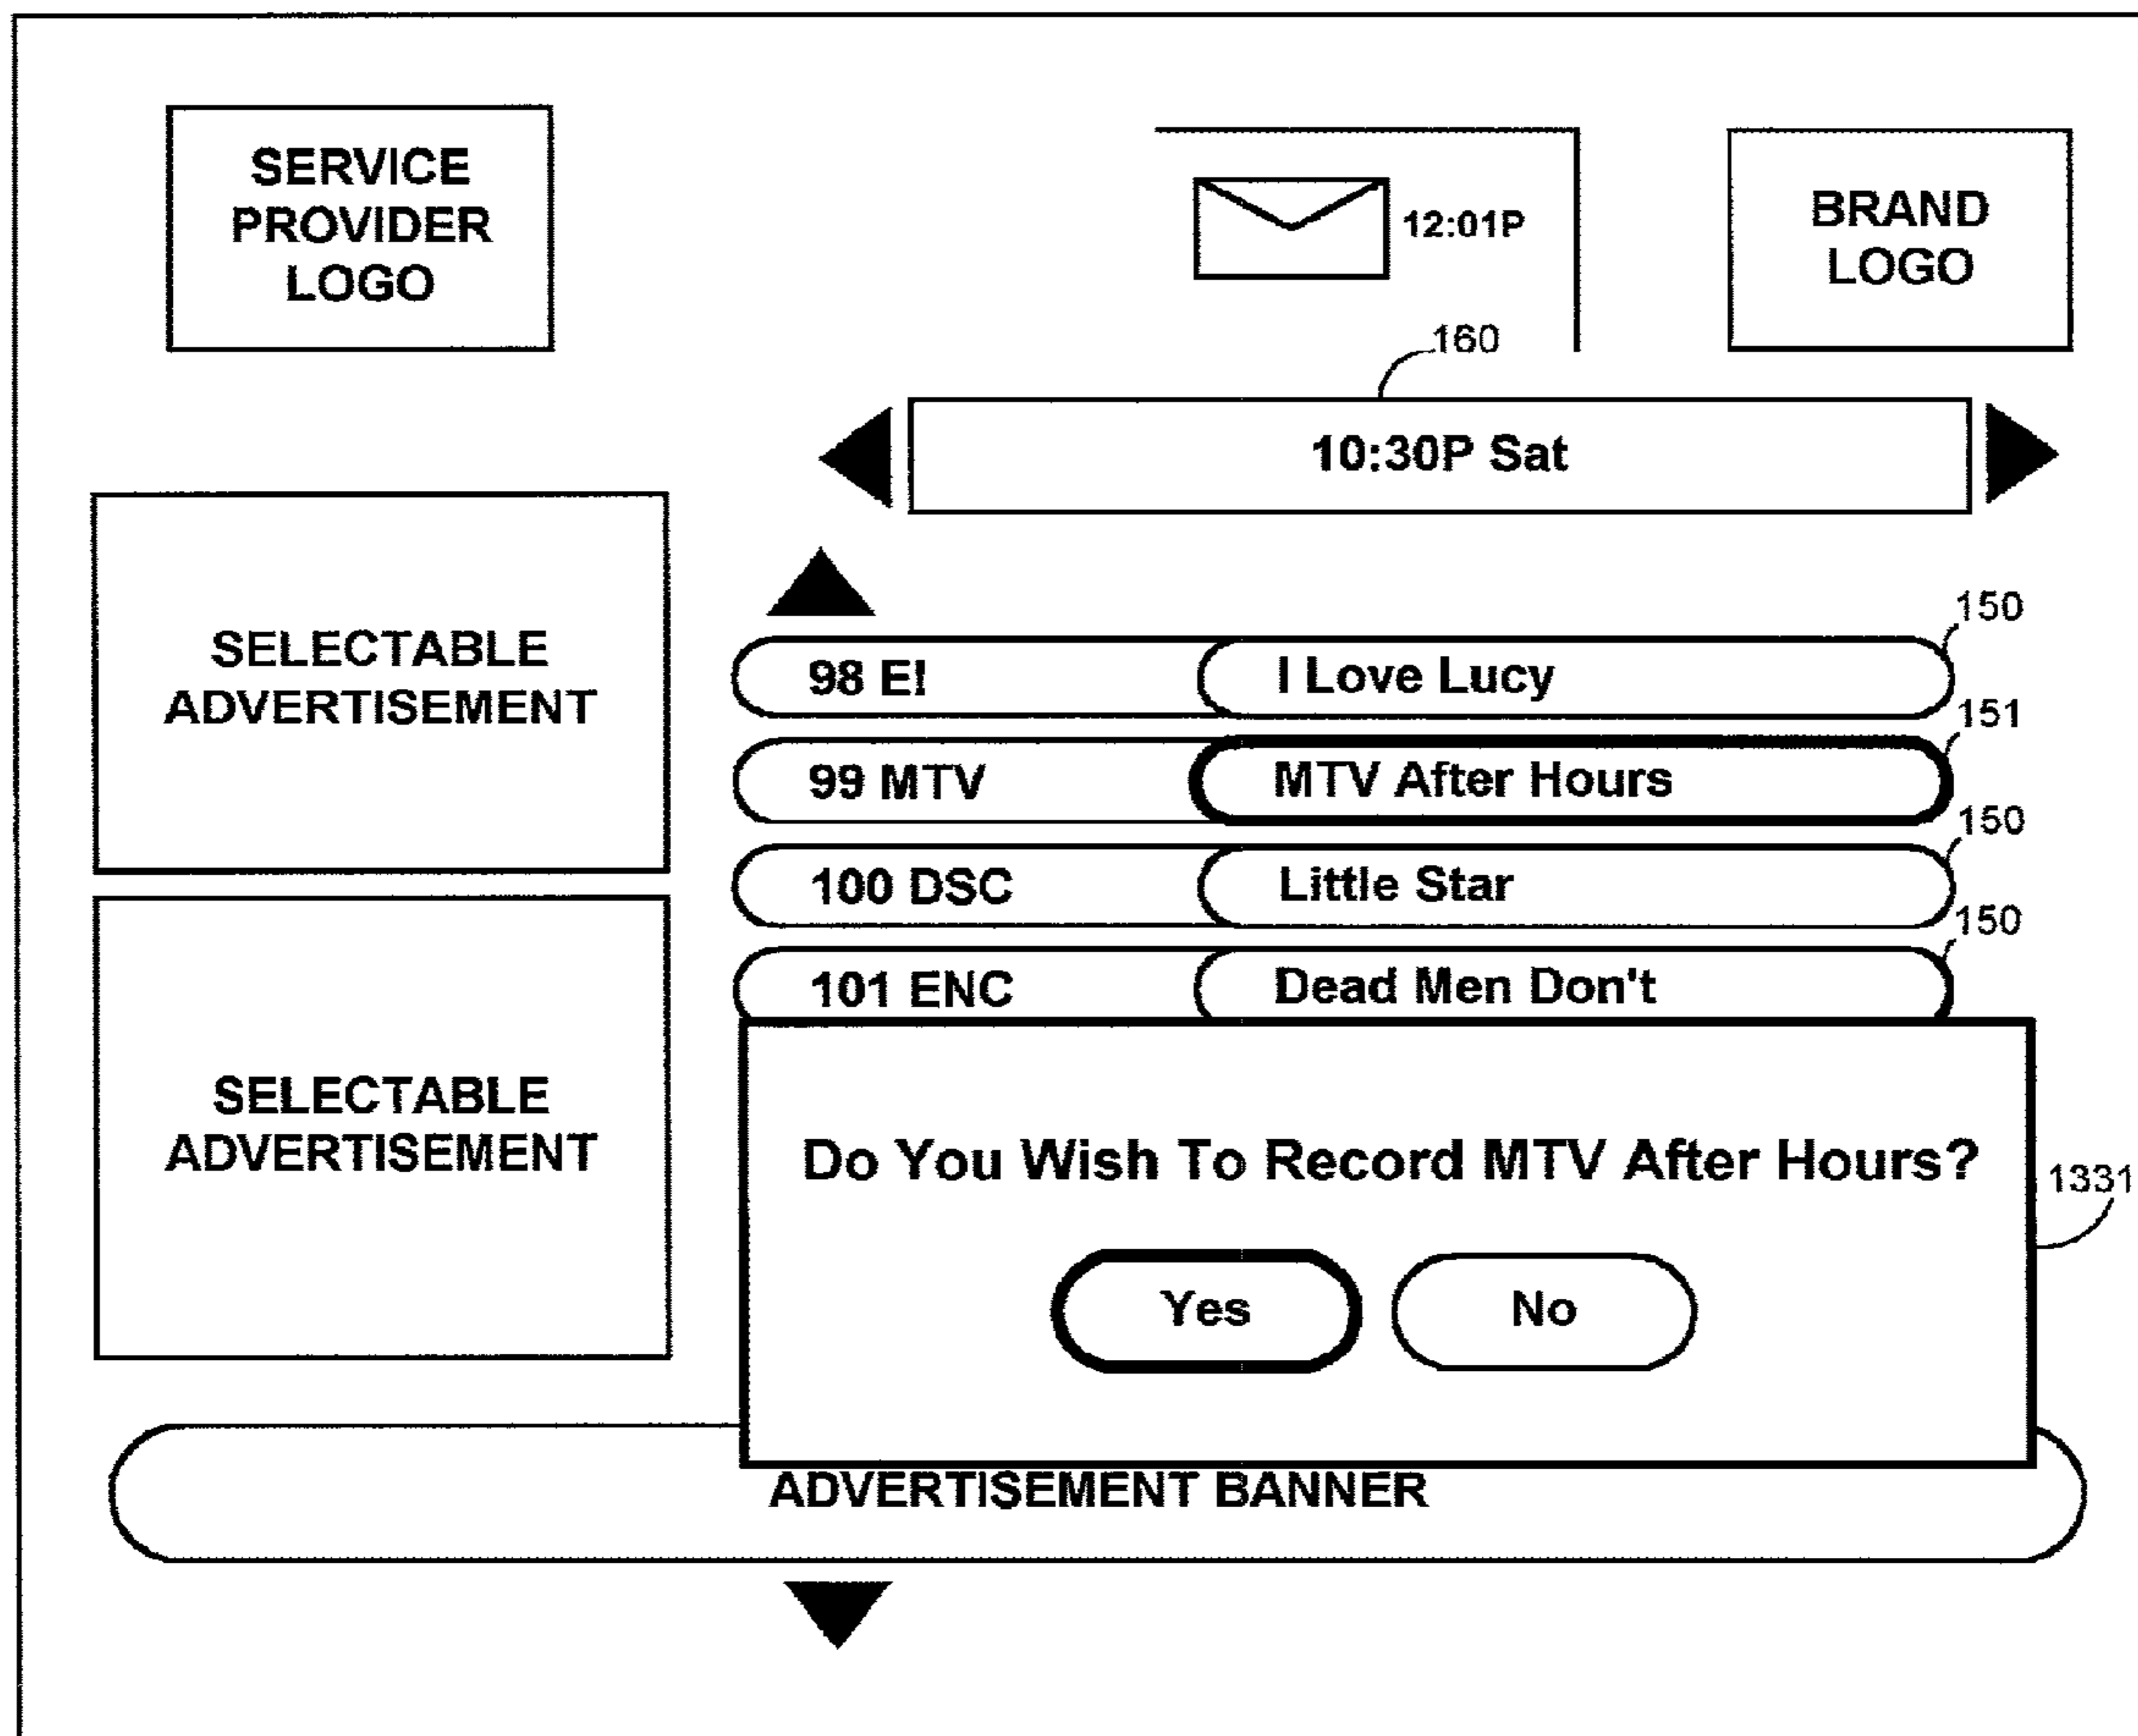 SERVICE
PROVIDER
LOGO
12:01P
BRAND
LOGO
160
10:30P Sat
SELECTABLE
ADVERTISEMENT
150
98 E! I Love Lucy
151
99 MTV MTV After Hours
150
100 DSC Little Star
150
101 ENC Dead Men Don't
SELECTABLE
ADVERTISEMENT
Do You Wish To Record MTV After Hours?
1331
Yes No
ADVERTISEMENT BANNER